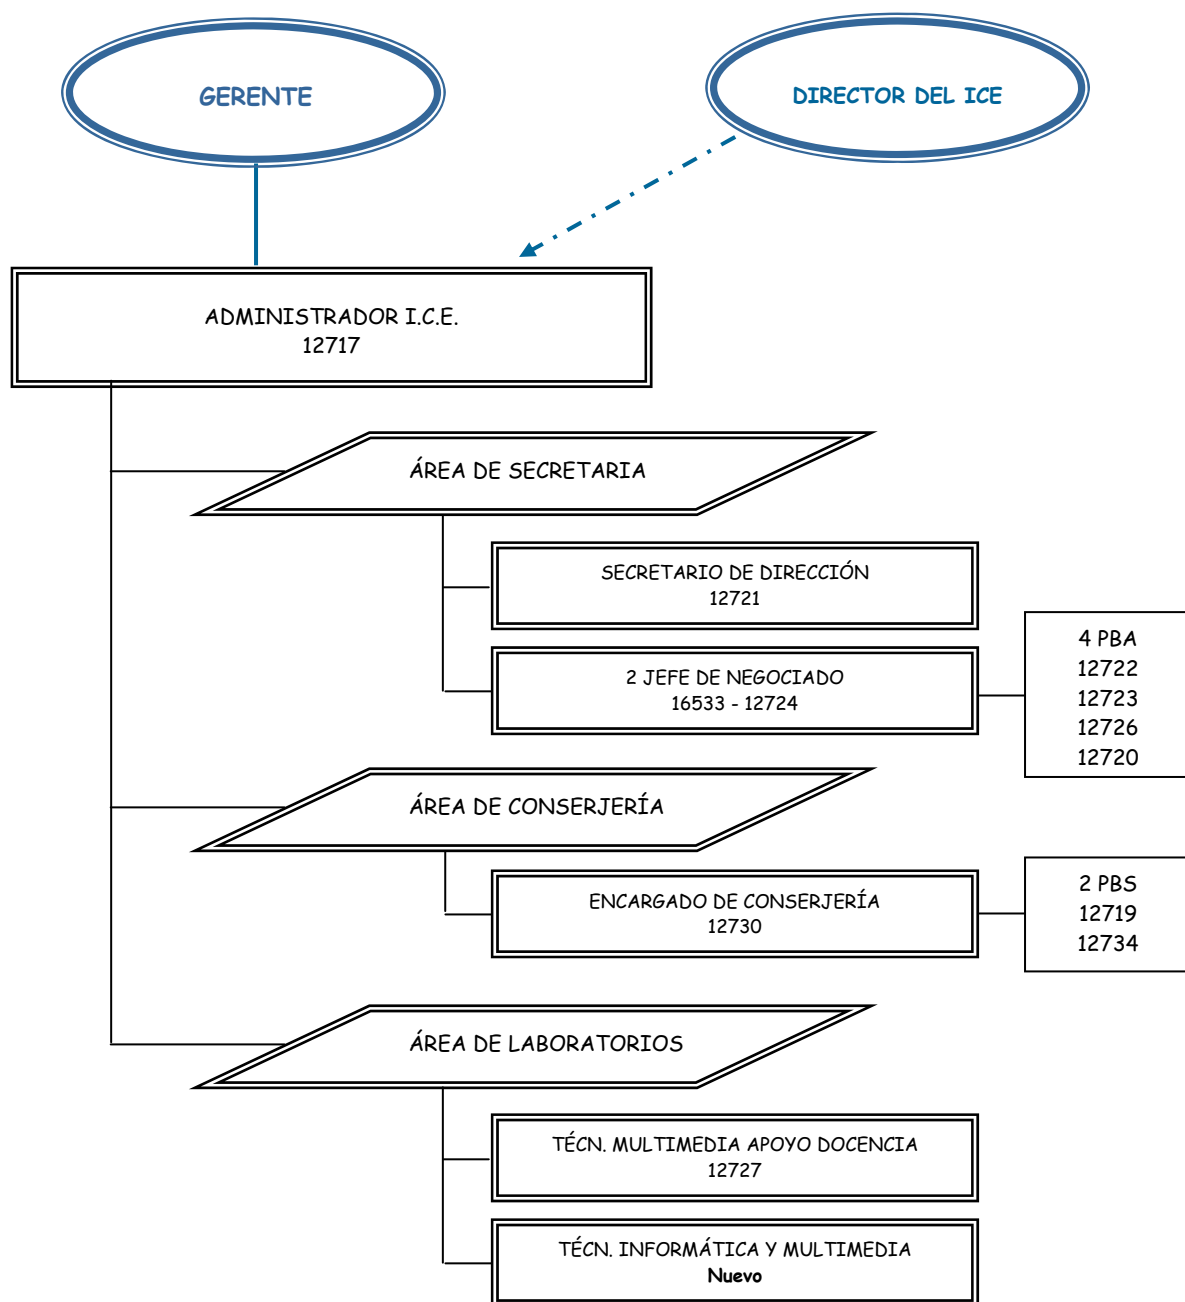 GERENTE
DIRECTOR DEL ICE
ADMINISTRADOR I.C.E.
12717
ÁREA DE SECRETARIA
SECRETARIO DE DIRECCIÓN
12721
2 JEFE DE NEGOCIADO
16533 - 12724
4 PBA
12722
12723
12726
12720
ÁREA DE CONSERJERÍA
ENCARGADO DE CONSERJERÍA
12730
2 PBS
12719
12734
ÁREA DE LABORATORIOS
TÉCN. MULTIMEDIA APOYO DOCENCIA
12727
TÉCN. INFORMÁTICA Y MULTIMEDIA
Nuevo